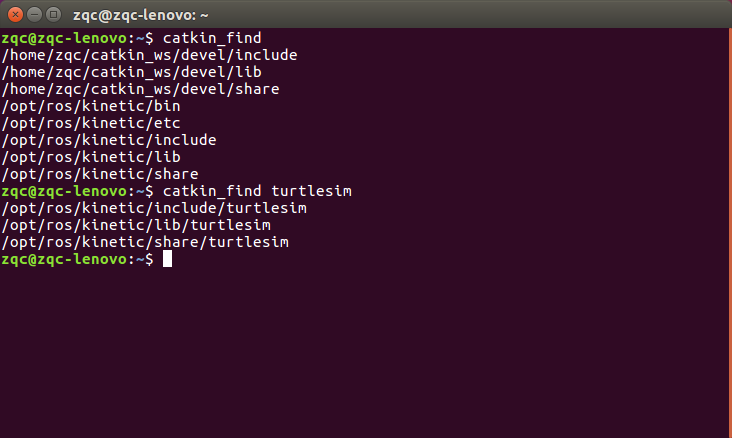 zqc@zqc-lenovo: ~
zqc@zqc-lenovo:~$ catkin_find
/home/zqc/catkin_ws/devel/include
/home/zqc/catkin_ws/devel/lib
/home/zqc/catkin_ws/devel/share
/opt/ros/kinetic/bin
/opt/ros/kinetic/etc
/opt/ros/kinetic/include
/opt/ros/kinetic/lib
/opt/ros/kinetic/share
zqc@zqc-lenovo:~$ catkin_find turtlesim
/opt/ros/kinetic/include/turtlesim
/opt/ros/kinetic/lib/turtlesim
/opt/ros/kinetic/share/turtlesim
zqc@zqc-lenovo:~$